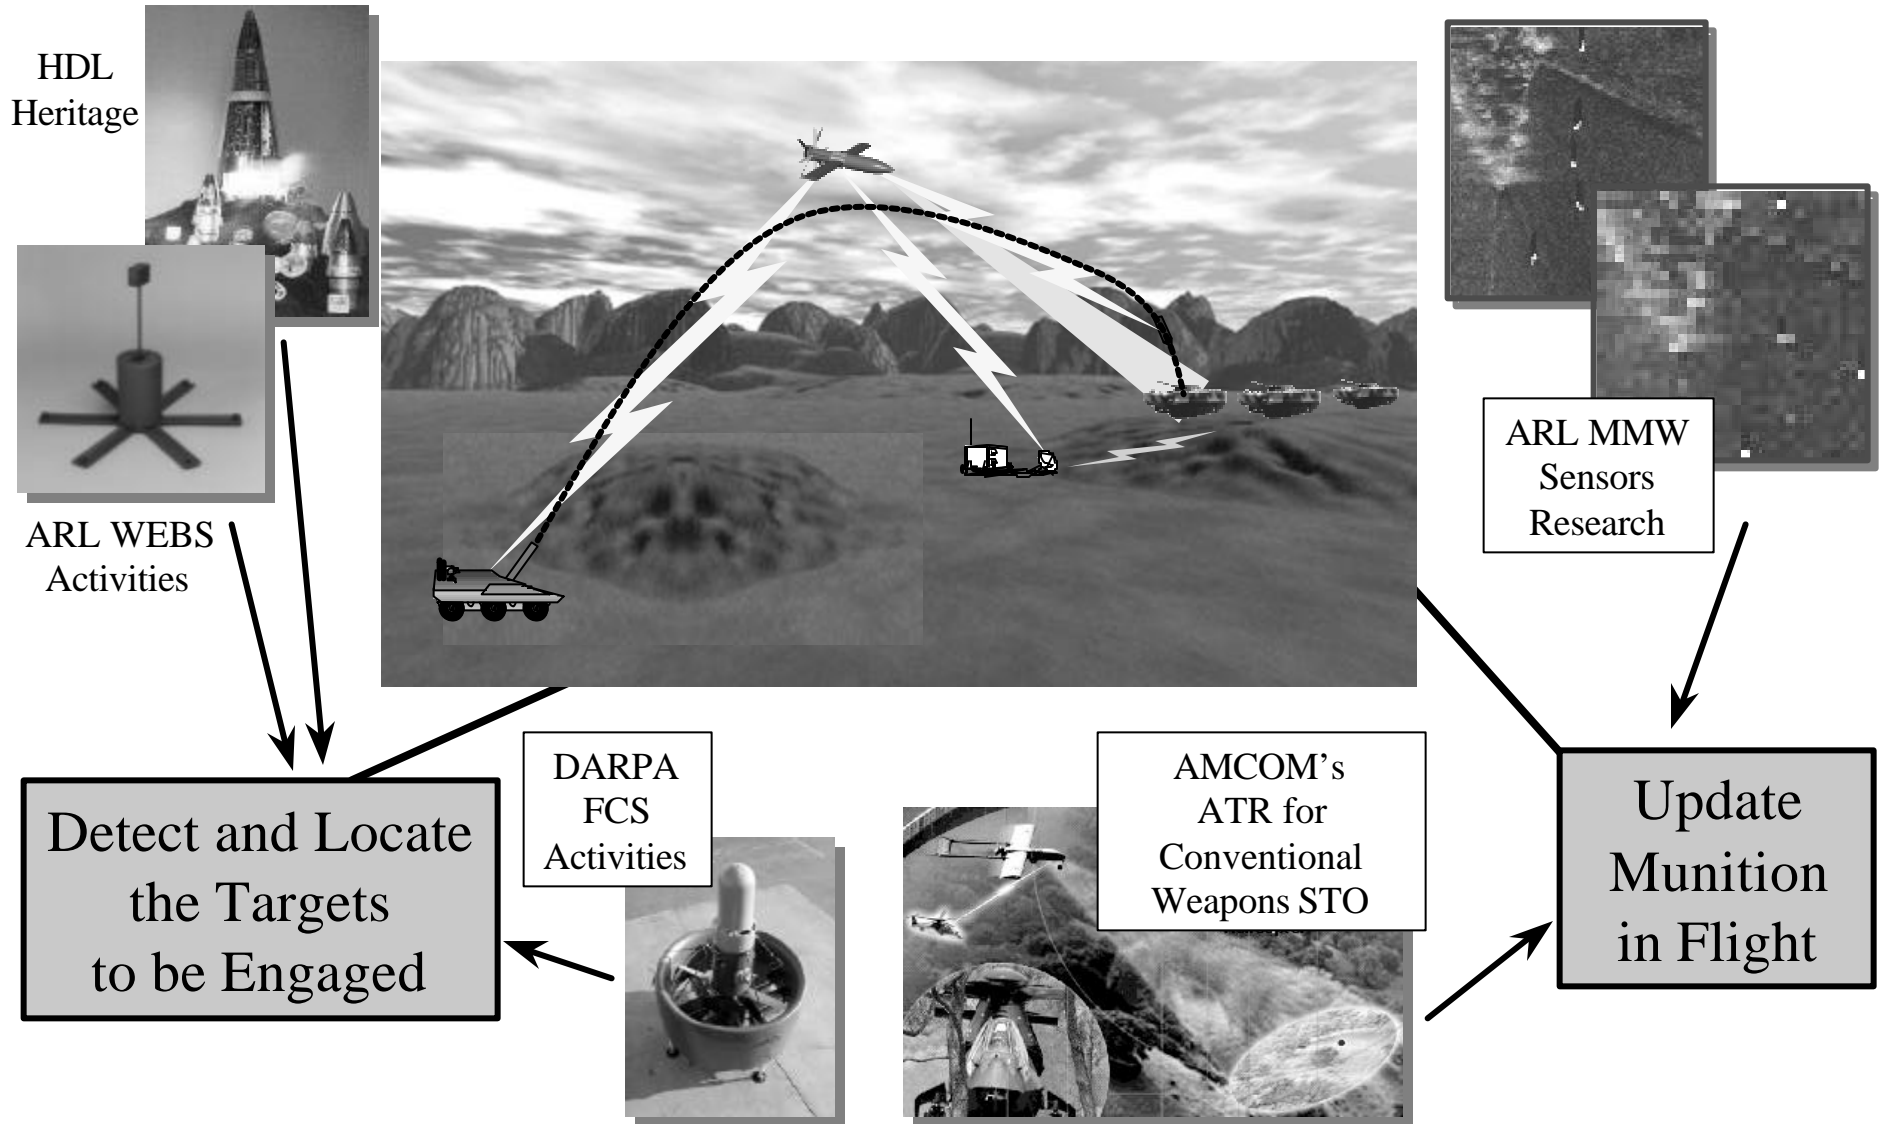 HDL
Heritage
ARL WEBS
Activities
ARL MMW
Sensors
Research
Detect and Locate
the Targets
to be Engaged
DARPA
FCS
Activities
AMCOM’s
ATR for
Conventional
Weapons STO
Update
Munition
in Flight